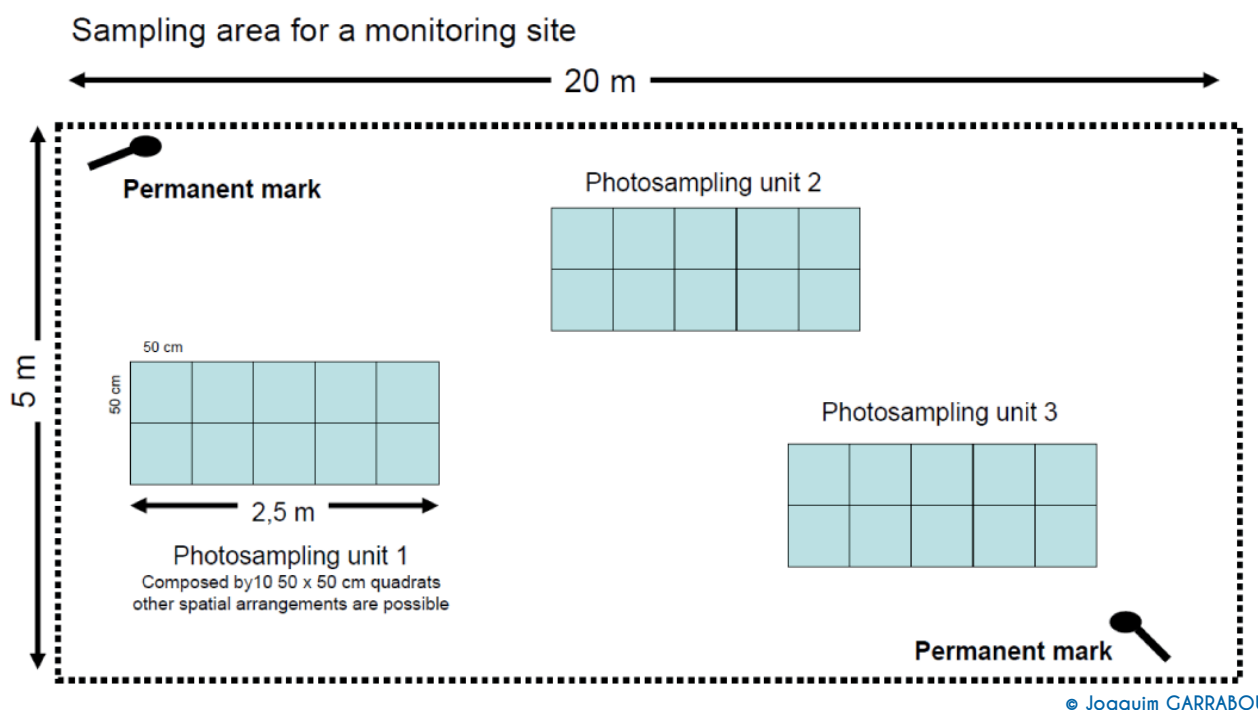 Sampling area for a monitoring site
20 m
Permanent mark
Photosampling unit 2
5 m
50 cm
50 cm
Photosampling unit 3
2,5 m
Photosampling unit 1
Composed by10 50 x 50 cm quadrats
other spatial arrangements are possible
Permanent mark
© Joaquim GARRABOU